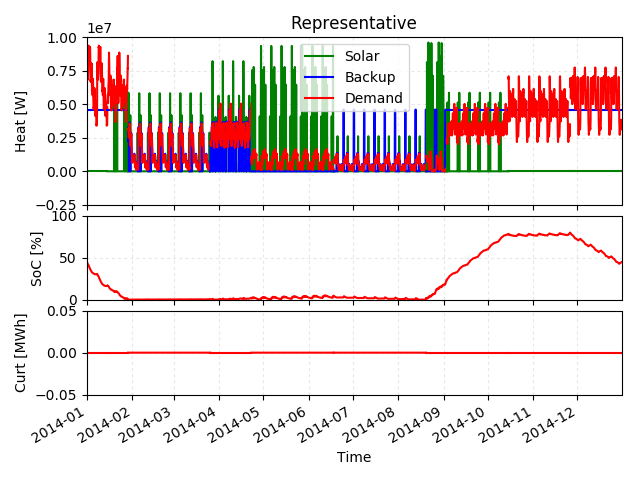 Representative
1e7
1.00
0.75
0.50
0.25
0.00
−0.25
Heat [W]
Solar
Backup
Demand
100
50
0
SoC [%]
0.05
0.00
−0.05
Curt [MWh]
2014-01
2014-02
2014-03
2014-04
2014-05
2014-06
2014-07
2014-08
2014-09
2014-10
2014-11
2014-12
Time